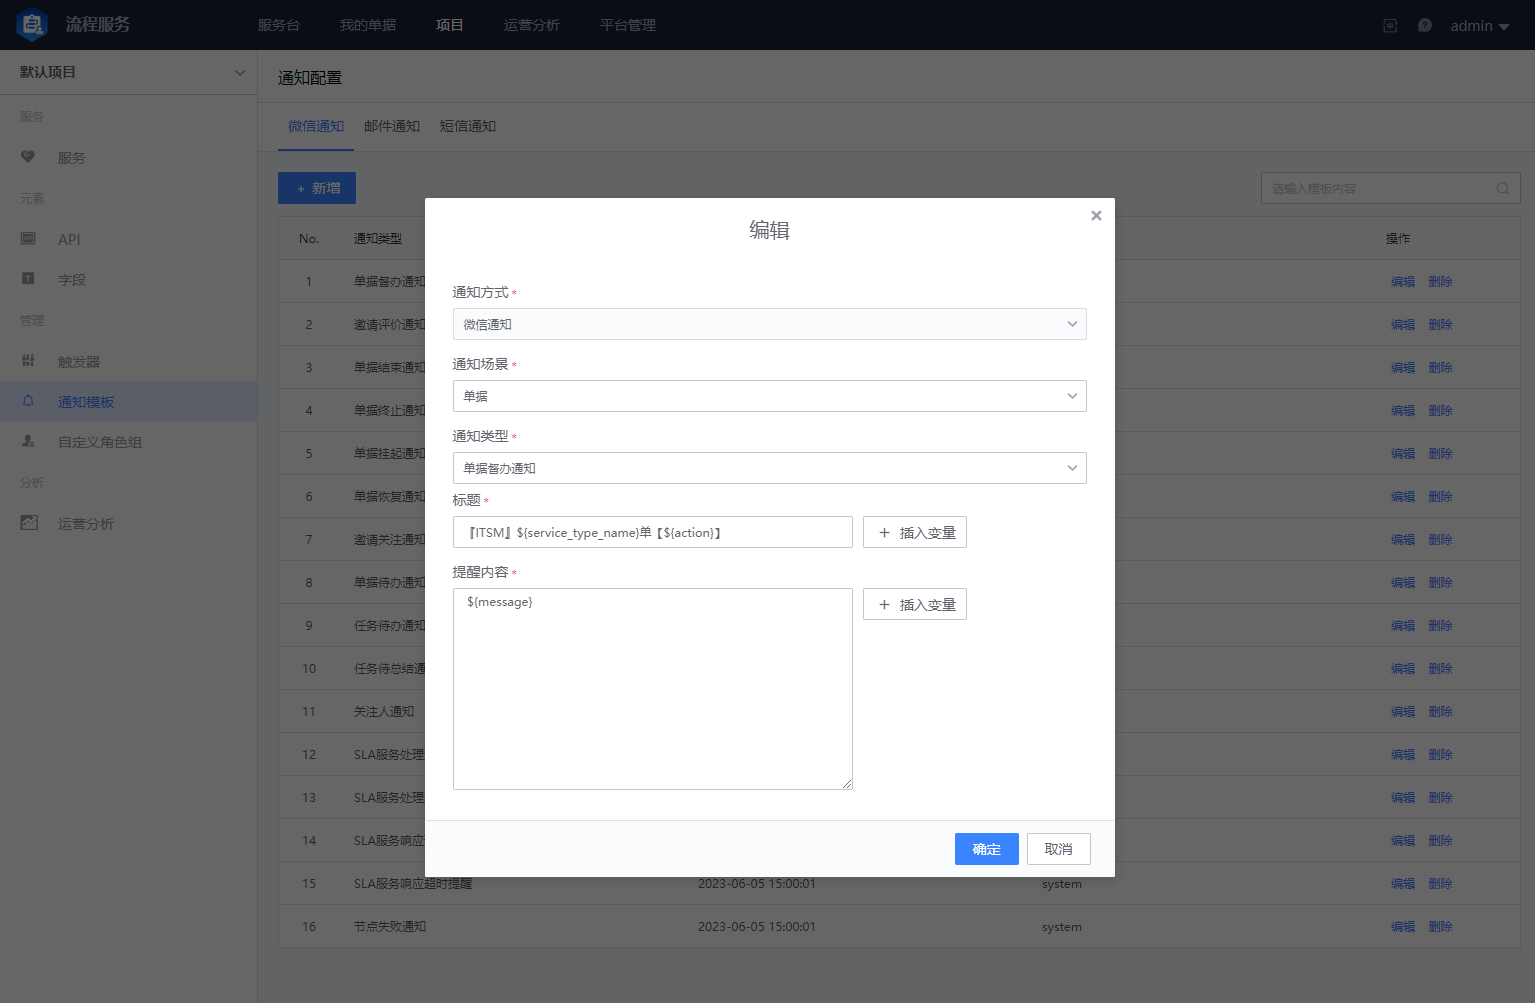 流程服务 服务台 我的单据 项目 运营分析 平台管理 admin
默认项目
通知配置
服务
服务
元素
API
字段
管理
触发器
通知模板
自定义角色组
分析
运营分析
微信通知 邮件通知 短信通知
+ 新增
请输入模板内容
No. 通知类型 操作
1 单据督办通知 编辑 删除
2 邀请评价通知 编辑 删除
3 单据结束通知 编辑 删除
4 单据终止通知 编辑 删除
5 单据挂起通知 编辑 删除
6 单据恢复通知 编辑 删除
7 邀请关注通知 编辑 删除
8 单据待办通知 编辑 删除
9 任务待办通知 编辑 删除
10 任务待总结通 编辑 删除
11 关注人通知 编辑 删除
12 SLA服务处理 编辑 删除
13 SLA服务处理 编辑 删除
14 SLA服务响应 编辑 删除
15 SLA服务响应超时提醒 2023-06-05 15:00:01 system 编辑 删除
16 节点失败通知 2023-06-05 15:00:01 system 编辑 删除
编辑
通知方式 *
微信通知
通知场景 *
单据
通知类型 *
单据督办通知
标题 *
『ITSM』${service_type_name}单【${action}】
+ 插入变量
提醒内容 *
${message}
+ 插入变量
确定 取消